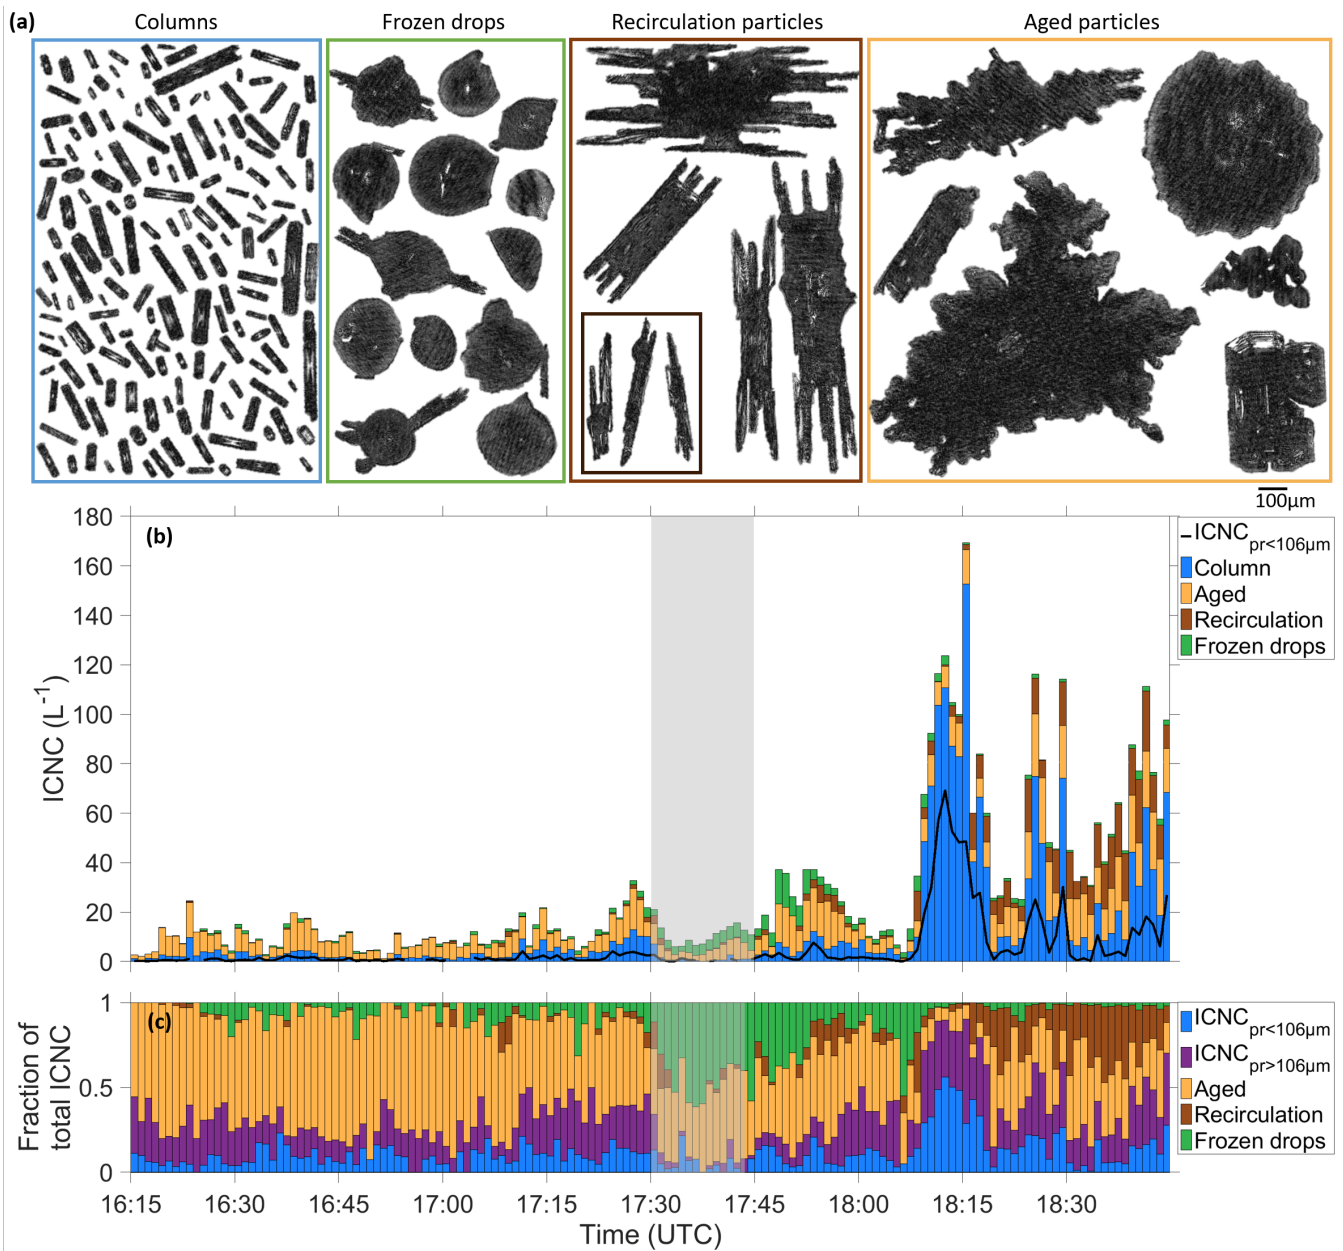 (a) Columns Frozen drops Recirculation particles Aged particles
100μm
(b)
180
160
140
120
100
80
60
40
20
0
ICNC (L⁻¹)
ICNCpr<106μm
Column
Aged
Recirculation
Frozen drops
(c)
1
0.5
0
Fraction of
total ICNC
ICNCpr<106μm
ICNCpr>106μm
Aged
Recirculation
Frozen drops
16:15 16:30 16:45 17:00 17:15 17:30 17:45 18:00 18:15 18:30
Time (UTC)